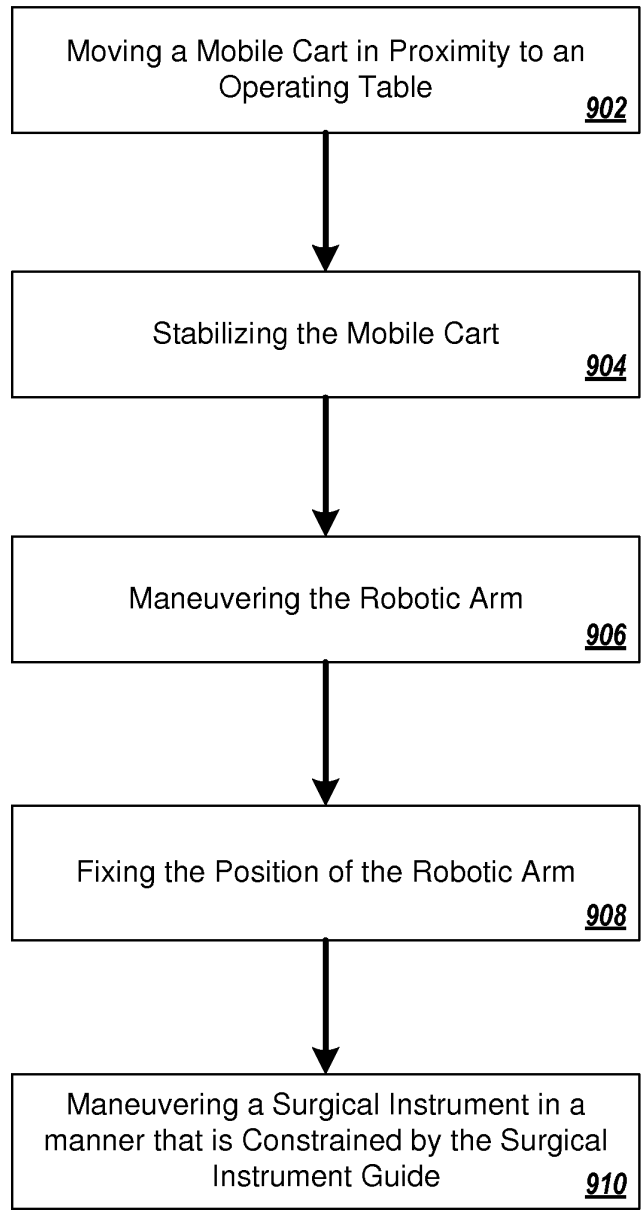 Moving a Mobile Cart in Proximity to an
Operating Table
902
Stabilizing the Mobile Cart
904
Maneuvering the Robotic Arm
906
Fixing the Position of the Robotic Arm
908
Maneuvering a Surgical Instrument in a
manner that is Constrained by the Surgical
Instrument Guide
910